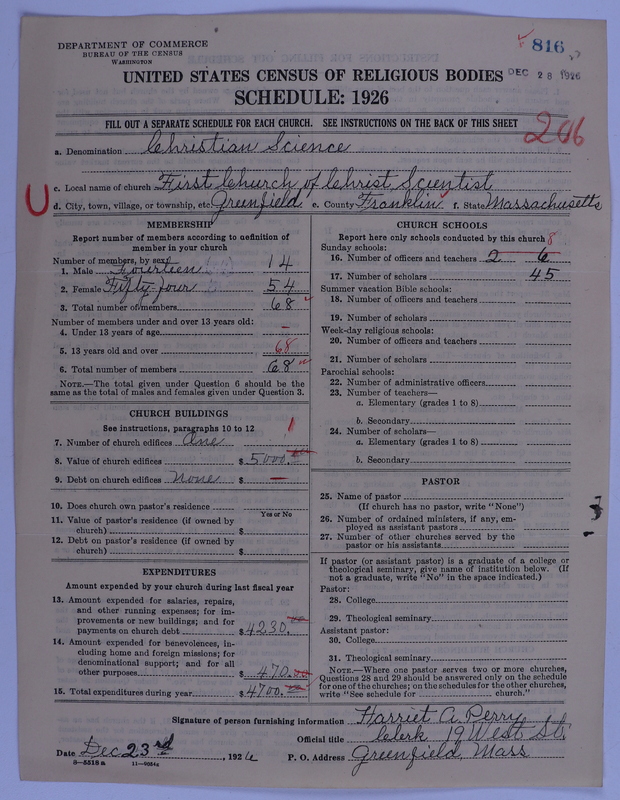 DEPARTMENT OF COMMERCE
BUREAU OF THE CENSUS
WASHINGTON
816
DEC 28 1926
UNITED STATES CENSUS OF RELIGIOUS BODIES
SCHEDULE: 1926
FILL OUT A SEPARATE SCHEDULE FOR EACH CHURCH. SEE INSTRUCTIONS ON THE BACK OF THIS SHEET
206
a. Denomination Christian Science
c. Local name of church First Church of Christ Scientist
U
d. City, town, village, or township, etc. Greenfield e. County Franklin f. State Massachusetts
MEMBERSHIP
Report number of members according to definition of
member in your church
Number of members, by sex:
1. Male Fourteen 14
2. Female Fifty-four 54
3. Total number of members 68
Number of members under and over 13 years old:
4. Under 13 years of age –
5. 13 years old and over 68
6. Total number of members 68
NOTE.—The total given under Question 6 should be the
same as the total of males and females given under Question 3.
CHURCH BUILDINGS
See instructions, paragraphs 10 to 12
7. Number of church edifices One 1
8. Value of church edifices $ 5000.
9. Debt on church edifices None $ —
10. Does church own pastor's residence
Yes or No
11. Value of pastor's residence (if owned by
church) $
12. Debt on pastor's residence (if owned by
church) $
EXPENDITURES
Amount expended by your church during last fiscal year
13. Amount expended for salaries, repairs,
and other running expenses; for im-
provements or new buildings; and for
payments on church debt $ 4230.
14. Amount expended for benevolences, in-
cluding home and foreign missions; for
denominational support; and for all
other purposes $ 470.
15. Total expenditures during year $ 4700.
CHURCH SCHOOLS
Report here only schools conducted by this church
8
Sunday schools:
16. Number of officers and teachers 2 6
17. Number of scholars 45
Summer vacation Bible schools:
18. Number of officers and teachers
19. Number of scholars
Week-day religious schools:
20. Number of officers and teachers
21. Number of scholars
Parochial schools:
22. Number of administrative officers
23. Number of teachers—
a. Elementary (grades 1 to 8)
b. Secondary
24. Number of scholars—
a. Elementary (grades 1 to 8)
b. Secondary
PASTOR
25. Name of pastor
(If church has no pastor, write "None")
26. Number of ordained ministers, if any, em-
ployed as assistant pastors
27. Number of other churches served by the
pastor or his assistants
If pastor (or assistant pastor) is a graduate of a college or
theological seminary, give name of institution below. (If
not a graduate, write "No" in the space indicated.)
Pastor:
28. College
29. Theological seminary
Assistant pastor:
30. College
31. Theological seminary
NOTE.—Where one pastor serves two or more churches,
Questions 28 and 29 should be answered only on the schedule
for one of the churches; on the schedules for the other churches,
write "See schedule for church."
Signature of person furnishing information Harriet A. Perry
Official title Clerk 19 West St.
Date Dec 23rd, 1926 P. O. Address Greenfield Mass
8—5518 a 11—9084a